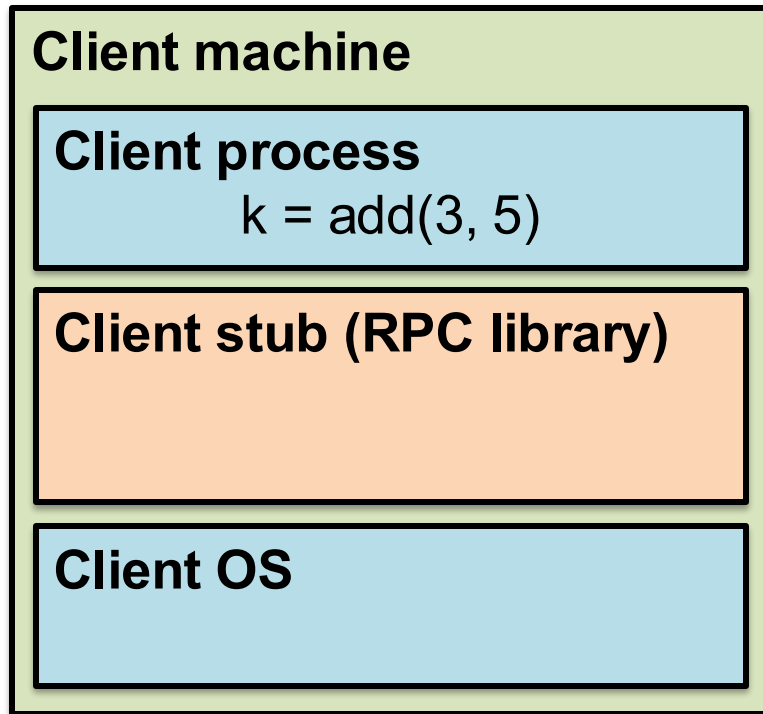 Client machine
Client process
k = add(3, 5)
Client stub (RPC library)
Client OS